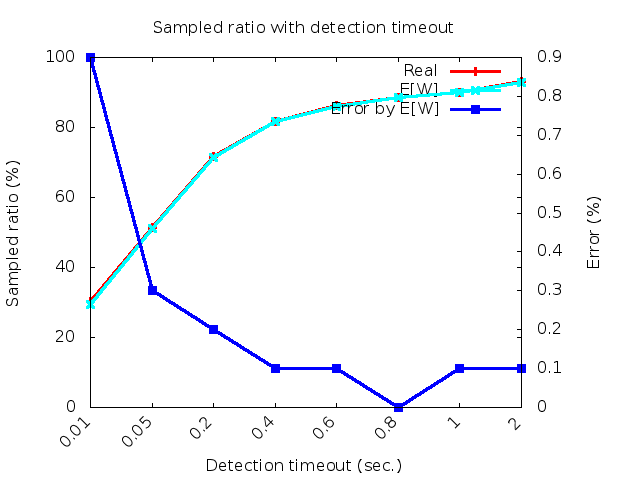 Sampled ratio with detection timeout
Sampled ratio (%)
100
80
60
40
20
0
Real
E[W]
Error by E[W]
0.9
0.8
0.7
0.6
0.5
0.4
0.3
0.2
0.1
0
Error (%)
0.01 0.05 0.2 0.4 0.6 0.8 1 2
Detection timeout (sec.)